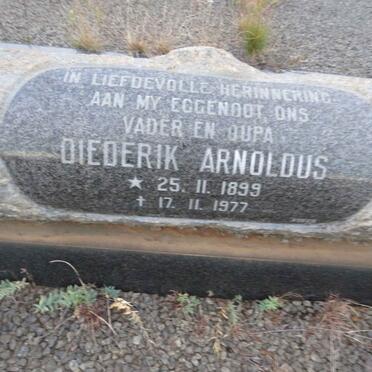 IN LIEFDEVOLLE HERINNERING
AAN MY EGGENOOT, ONS
VADER EN OUPA
DIEDERIK ARNOLDUS
★ 25. 11. 1899
✝ 17. 11. 1977